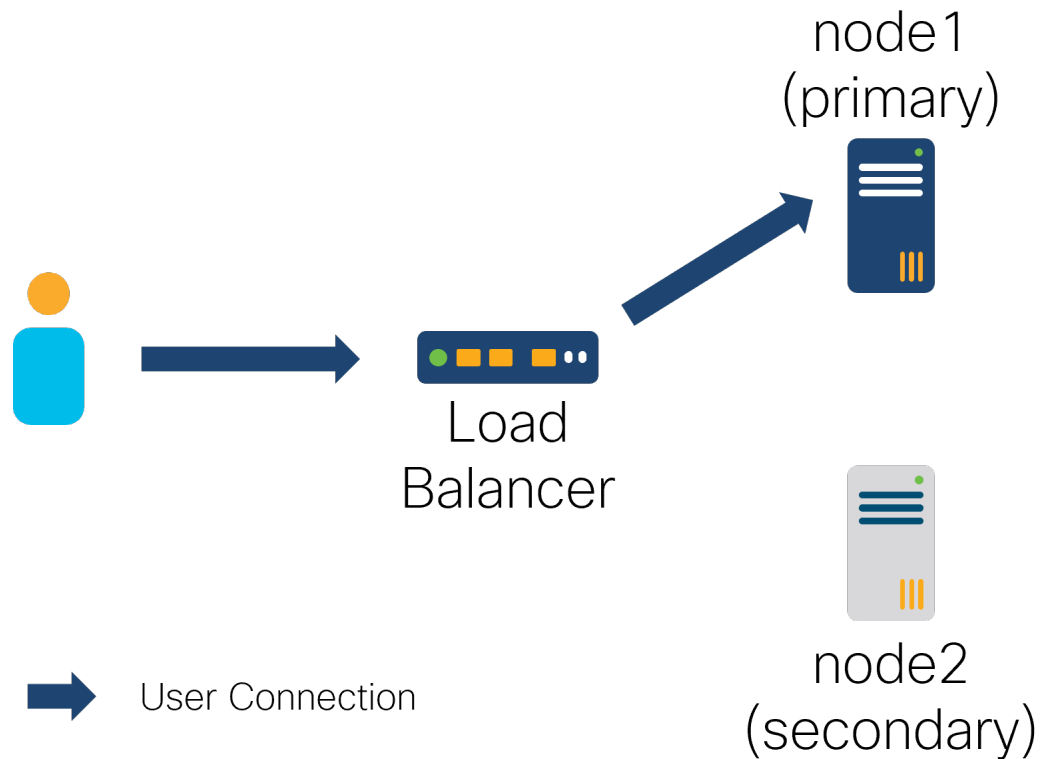 node1
(primary)
Load
Balancer
node2
(secondary)
User Connection